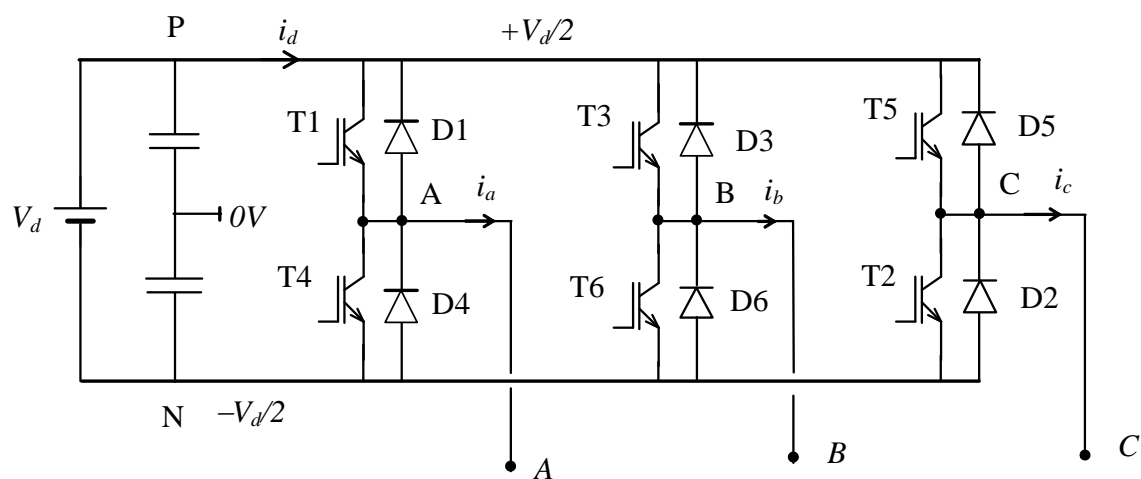 P i_d +V_d/2
T1 D1 T3 D3 T5 D5
V_d 0V A i_a B i_b C i_c
T4 D4 T6 D6 T2 D2
N −V_d/2
A B C